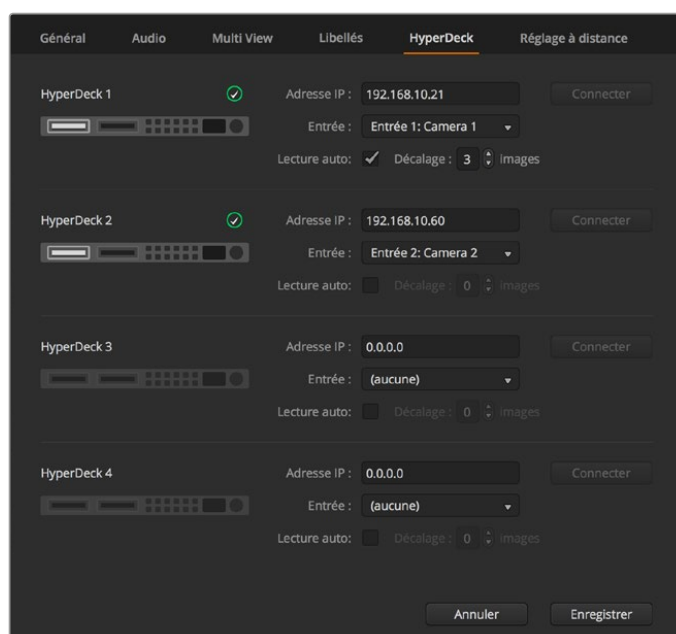 Général Audio Multi View Libellés HyperDeck Réglage à distance
HyperDeck 1 Adresse IP : 192.168.10.21 Connecter
Entrée : Entrée 1: Camera 1
Lecture auto: Décalage : 3 images
HyperDeck 2 Adresse IP : 192.168.10.60 Connecter
Entrée : Entrée 2: Camera 2
Lecture auto: Décalage : 0 images
HyperDeck 3 Adresse IP : 0.0.0.0 Connecter
Entrée : (aucune)
Lecture auto: Décalage : 0 images
HyperDeck 4 Adresse IP : 0.0.0.0 Connecter
Entrée : (aucune)
Lecture auto: Décalage : 0 images
Annuler Enregistrer